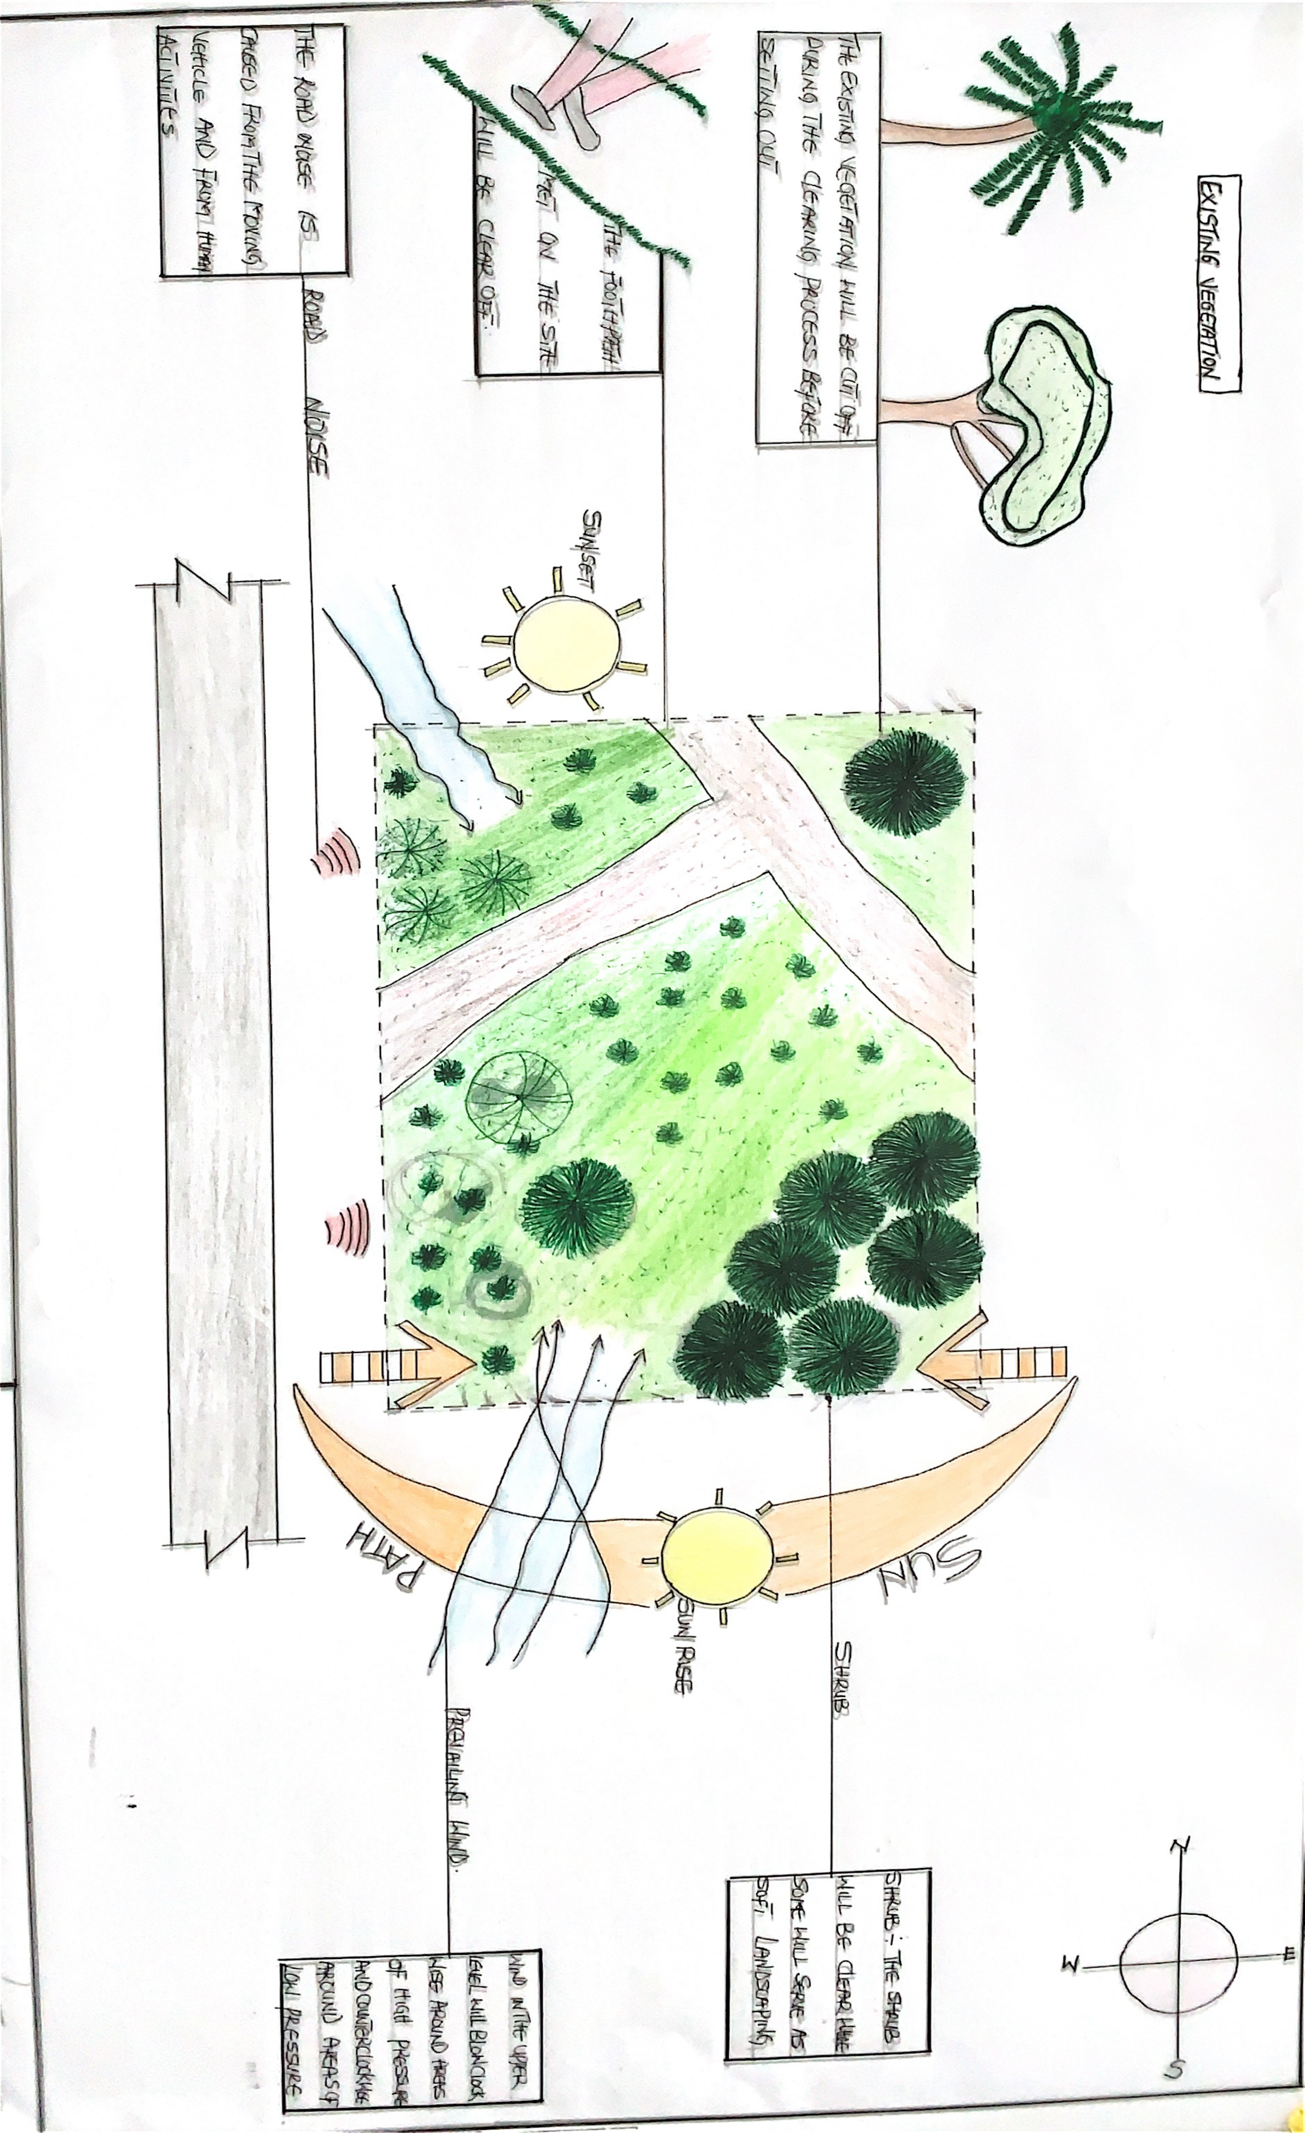 EXISTING VEGETATION
N
E
W
S
THE EXISTING VEGETATION WILL BE CUT OFF
DURING THE CLEARING PROCESS BEFORE
SETTING OUT
SUN
PATH
SHRUB
SHRUB:- THE SHRUB
WILL BE CLEAR WHILE
SOME WILL SERVE AS
SOFT LANDSCAPING
THE FOOTHPATH
MET ON THE SITE
WILL BE CLEAR OFF.
SUNSET
SUN RISE
PREVAILING WIND.
WIND IN THE UPER
LEVEL WILL BLOW CLOCK
WISE AROUND AREAS
OF HIGH PRESSURE
AND COUNTERCLOCKWISE
AROUND AREAS OF
LOW PRESSURE
ROAD NOISE
THE ROAD NOISE IS
CAUSED FROM THE MOVING
VEHICLE AND FROM HUMAN
ACTIVITIES